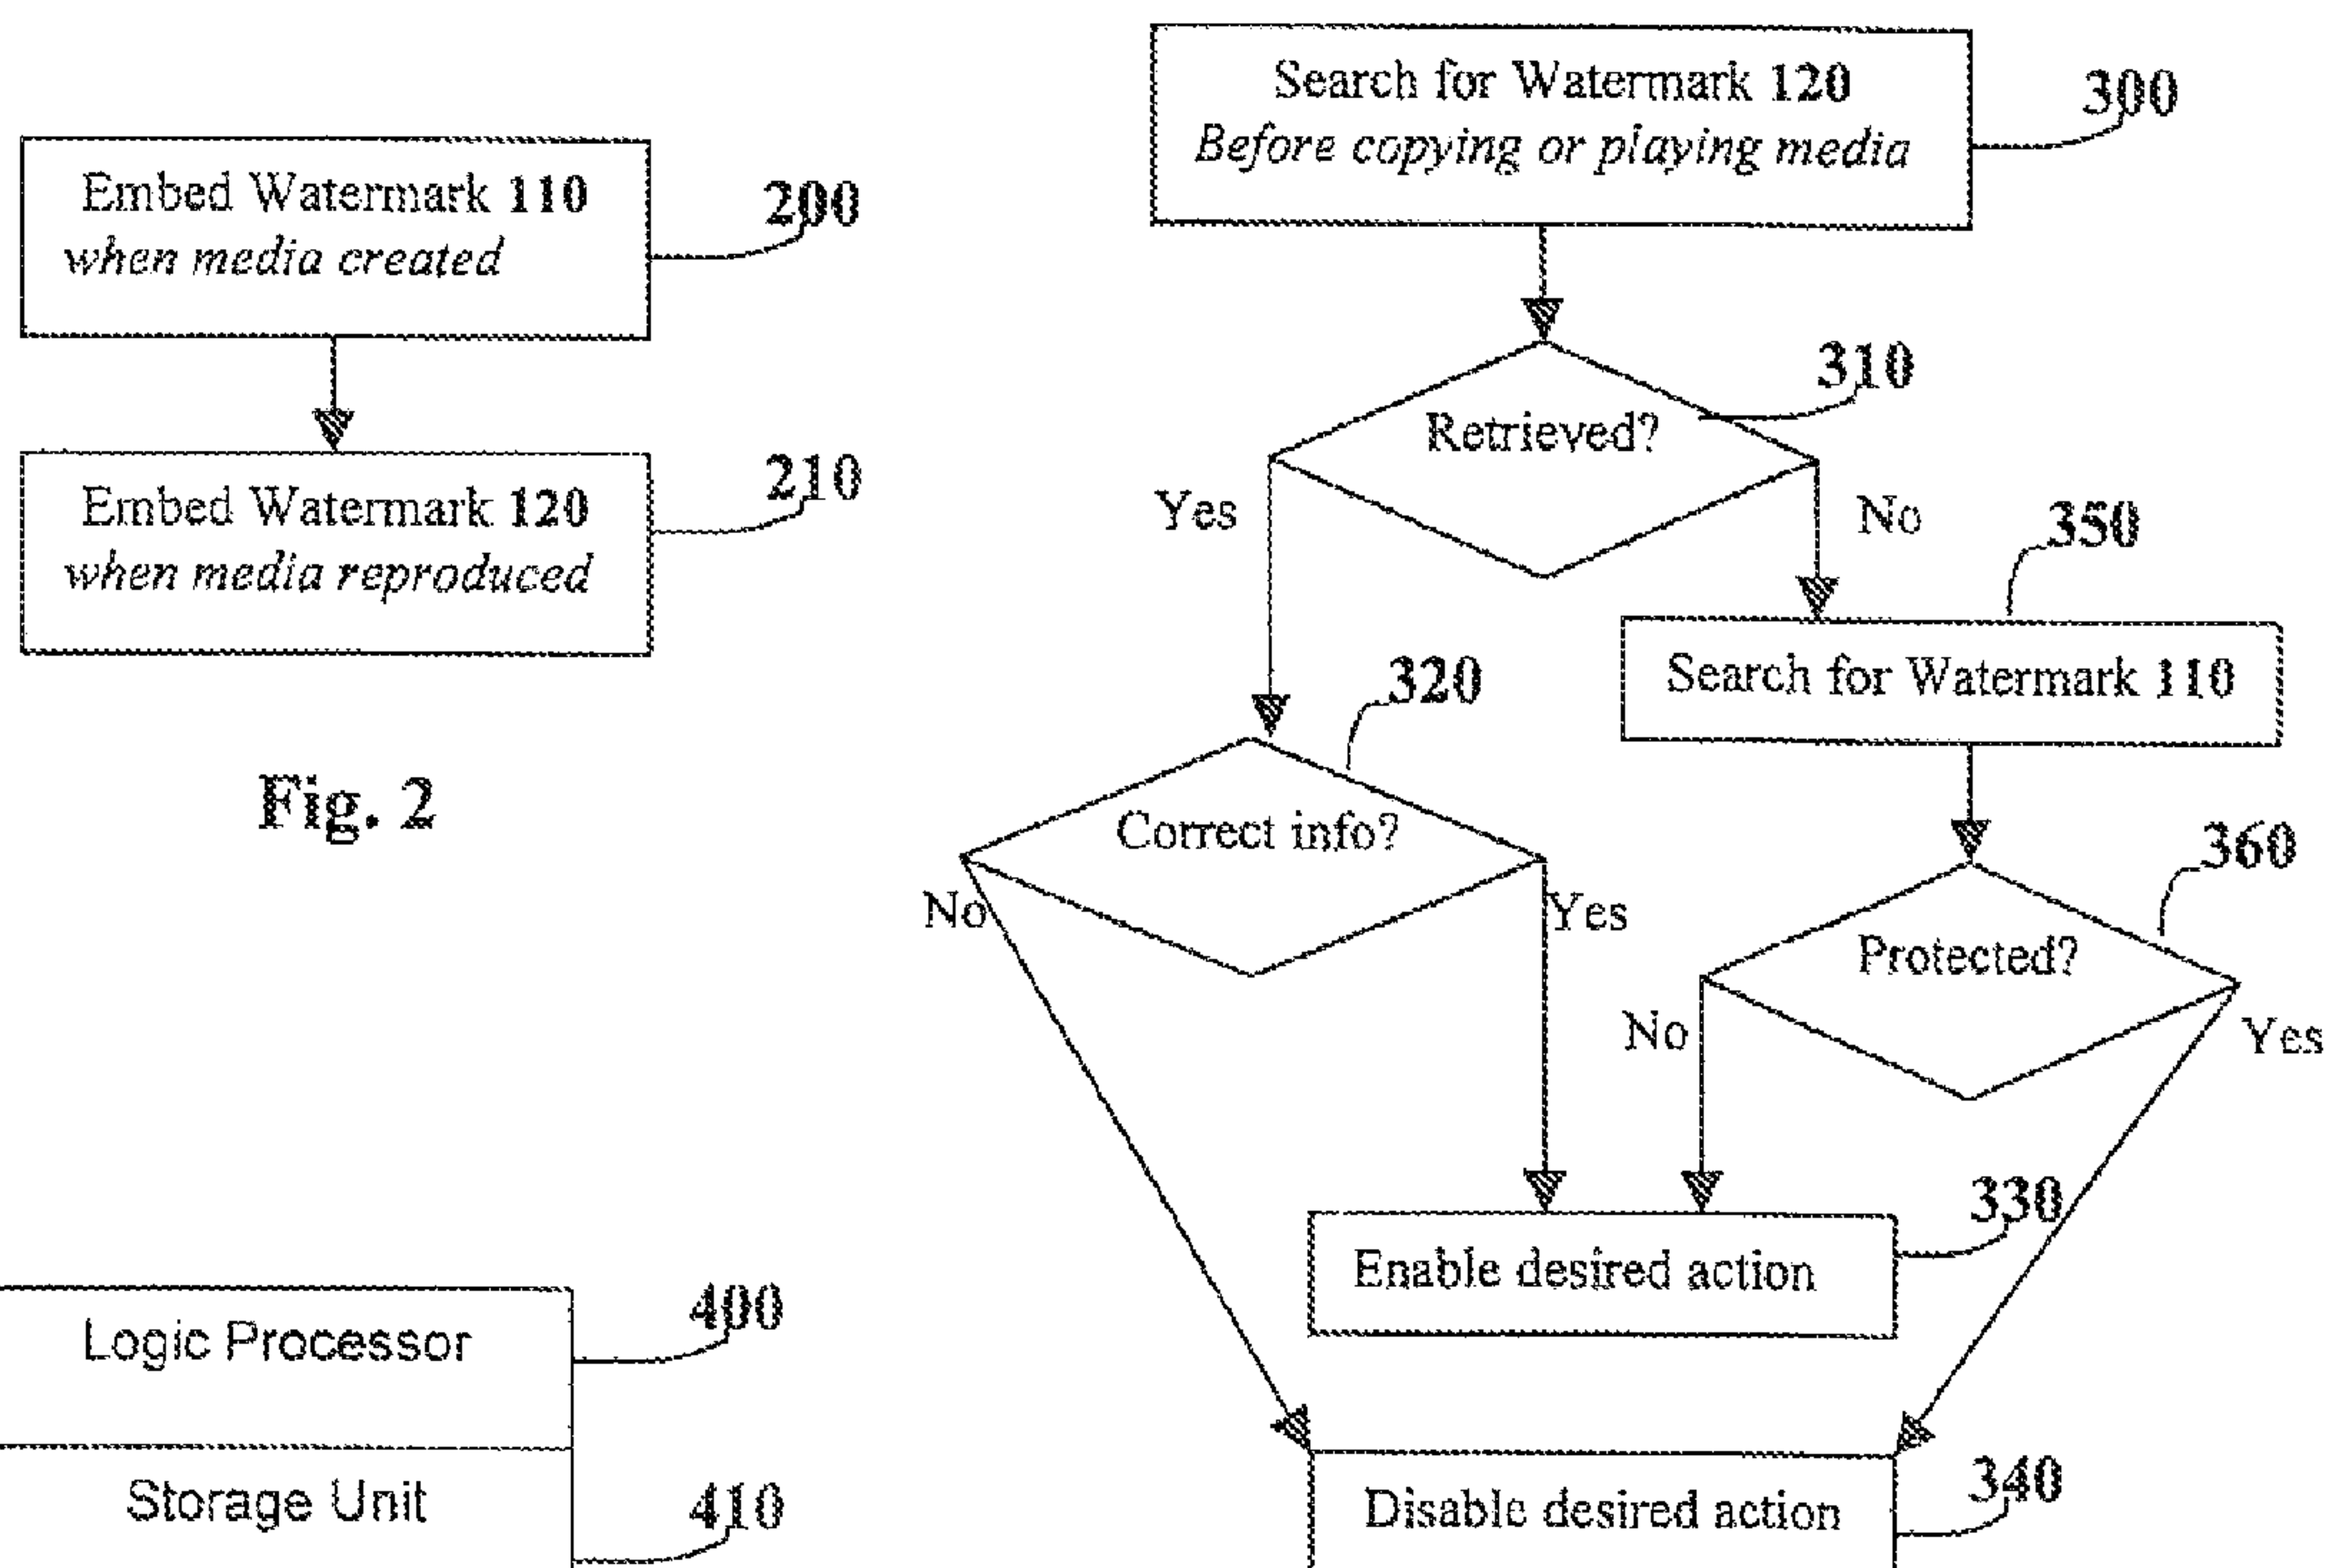 Embed Watermark 110
when media created
200
Embed Watermark 120
when media reproduced
210
Fig. 2
Search for Watermark 120
Before copying or playing media
300
Retrieved?
310
Yes
No
350
Search for Watermark 110
320
Correct info?
No
Yes
360
Protected?
No
Yes
330
Enable desired action
Disable desired action
340
Logic Processor
400
Storage Unit
410